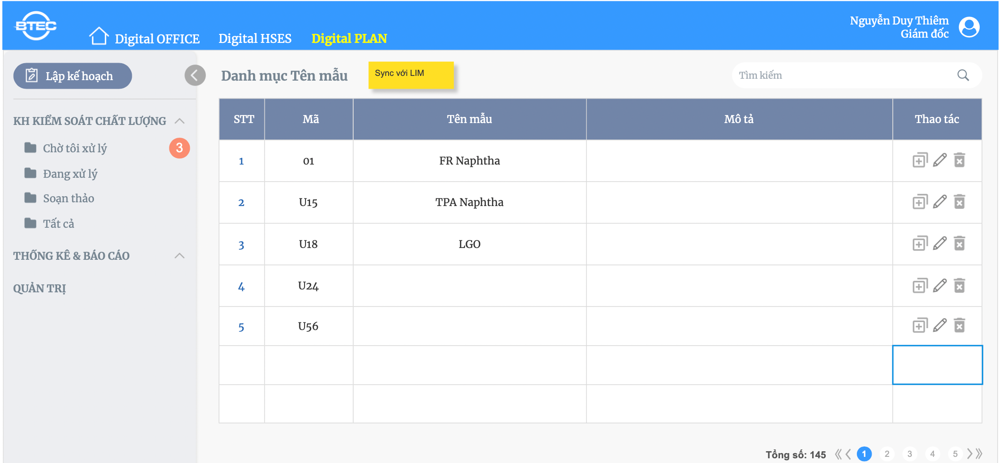 BTEC
Digital OFFICE
Digital HSES
Digital PLAN
Nguyễn Duy Thiêm
Giám đốc
Lập kế hoạch
Danh mục Tên mẫu
Sync với LIM
Tìm kiếm
KH KIỂM SOÁT CHẤT LƯỢNG
Chờ tôi xử lý 3
Đang xử lý
Soạn thảo
Tất cả
THỐNG KÊ & BÁO CÁO
QUẢN TRỊ
STT Mã Tên mẫu Mô tả Thao tác
1 01 FR Naphtha
2 U15 TPA Naphtha
3 U18 LGO
4 U24
5 U56
Tổng số: 145 1 2 3 4 5